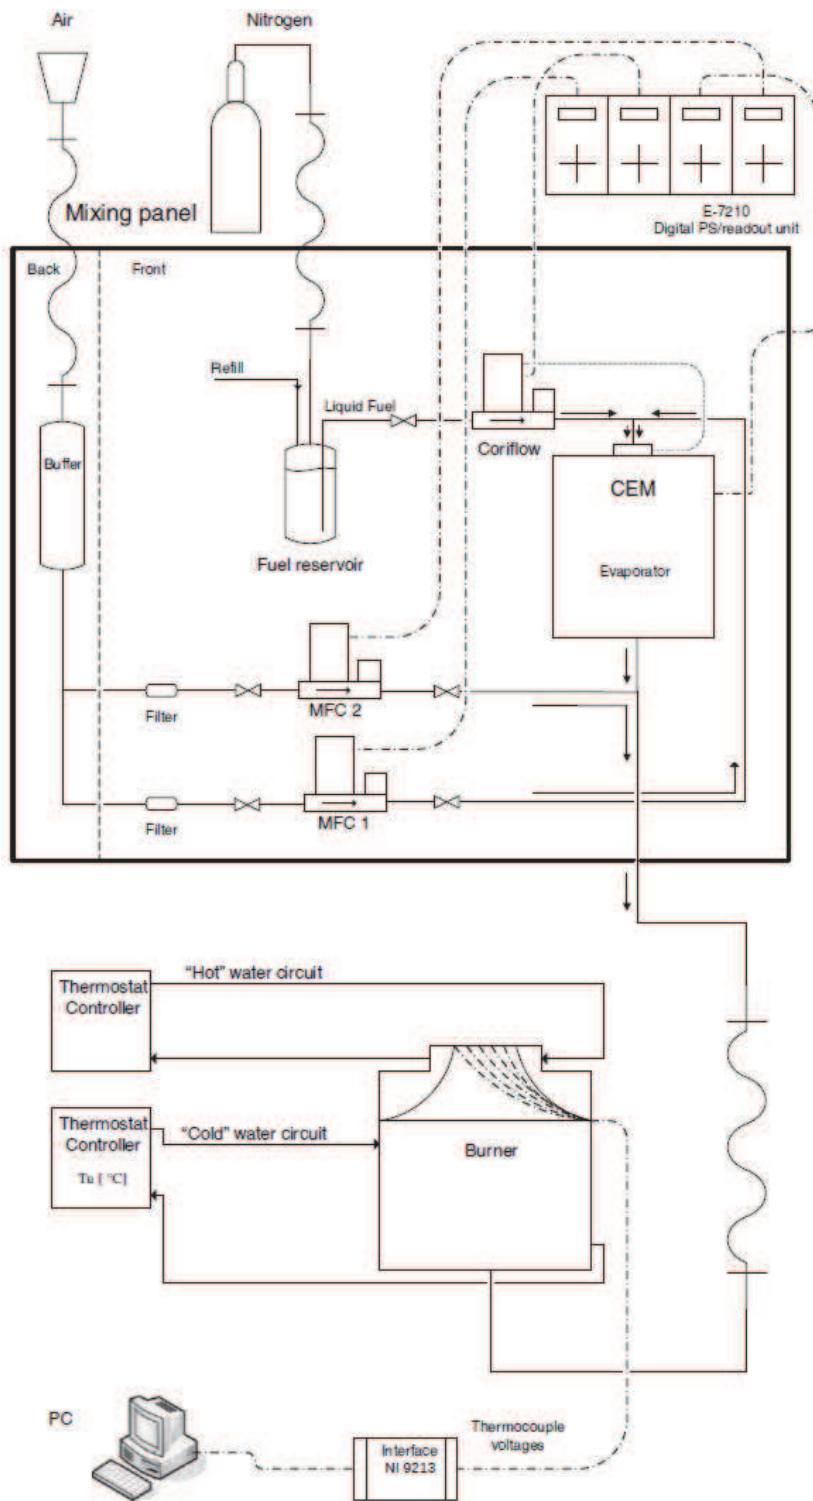 Air
Nitrogen
Mixing panel
E-7210
Digital PS/readout unit
Back
Front
Refill
Liquid Fuel
Buffer
Coriflow
CEM
Fuel reservoir
Evaporator
MFC 2
Filter
MFC 1
Filter
"Hot" water circuit
Thermostat
Controller
Thermostat
Controller
Tu [ °C]
"Cold" water circuit
Burner
PC
Thermocouple
voltages
Interface
NI 9213